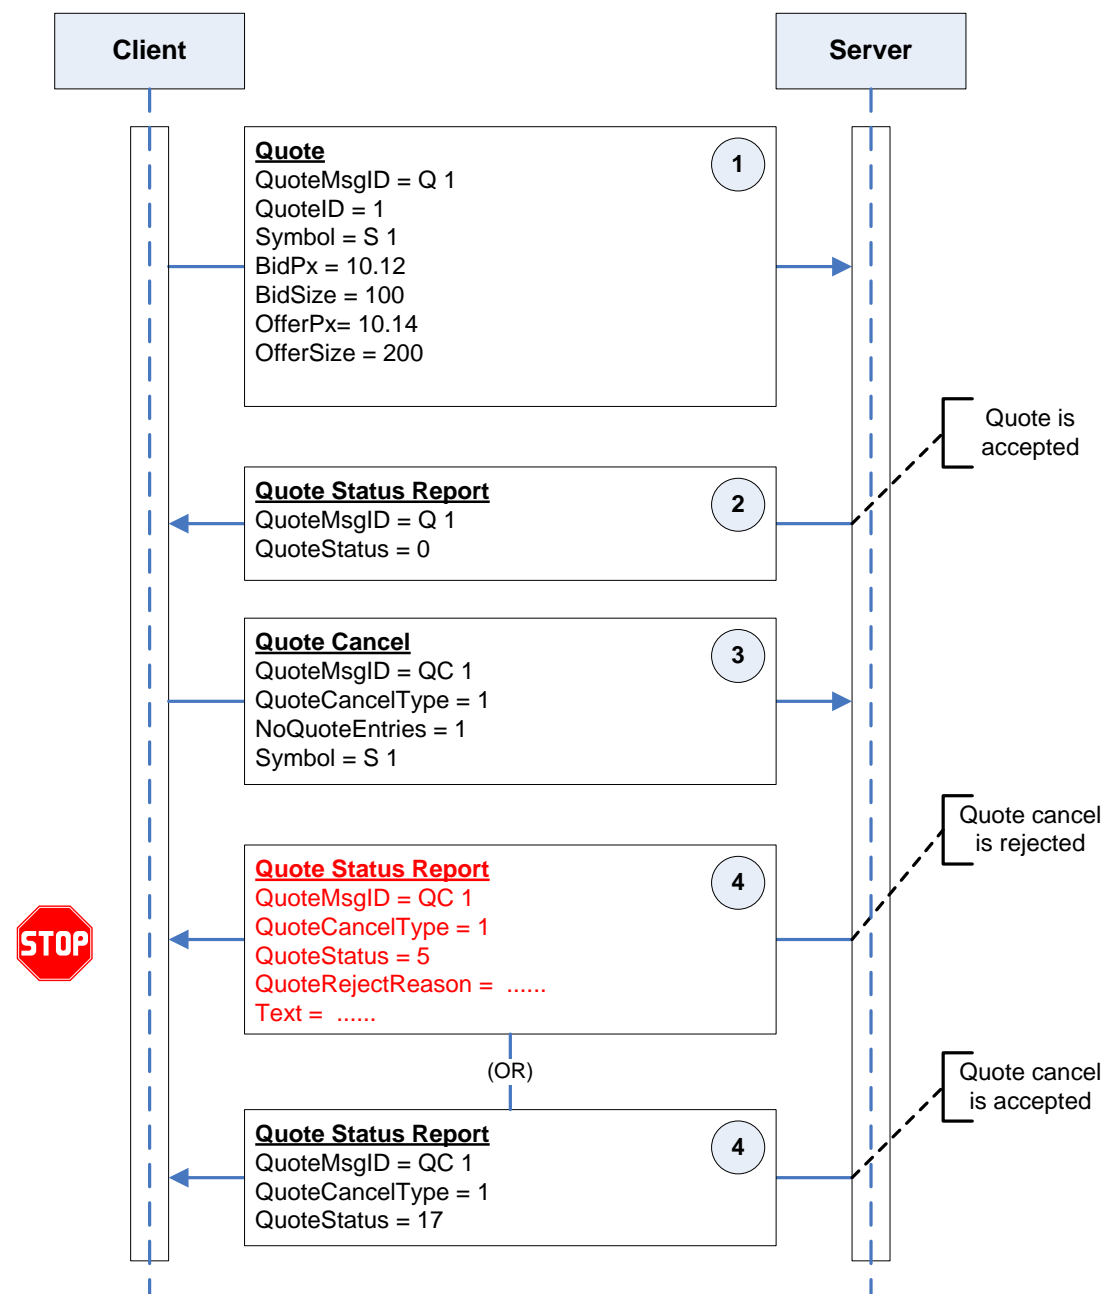 Client
Server
Quote
1
QuoteMsgID = Q 1
QuoteID = 1
Symbol = S 1
BidPx = 10.12
BidSize = 100
OfferPx= 10.14
OfferSize = 200
Quote is
accepted
Quote Status Report
2
QuoteMsgID = Q 1
QuoteStatus = 0
Quote Cancel
3
QuoteMsgID = QC 1
QuoteCancelType = 1
NoQuoteEntries = 1
Symbol = S 1
Quote cancel
is rejected
Quote Status Report
4
QuoteMsgID = QC 1
QuoteCancelType = 1
QuoteStatus = 5
QuoteRejectReason =  ......
Text =  ......
STOP
(OR)
Quote cancel
is accepted
Quote Status Report
4
QuoteMsgID = QC 1
QuoteCancelType = 1
QuoteStatus = 17